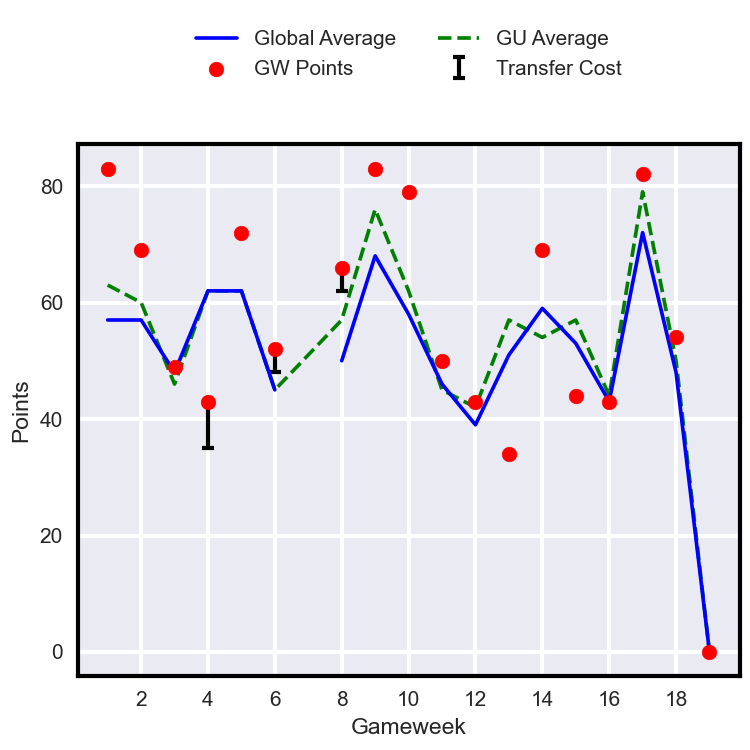 Global Average
GU Average
GW Points
Transfer Cost
80
60
40
20
0
Points
2 4 6 8 10 12 14 16 18
Gameweek